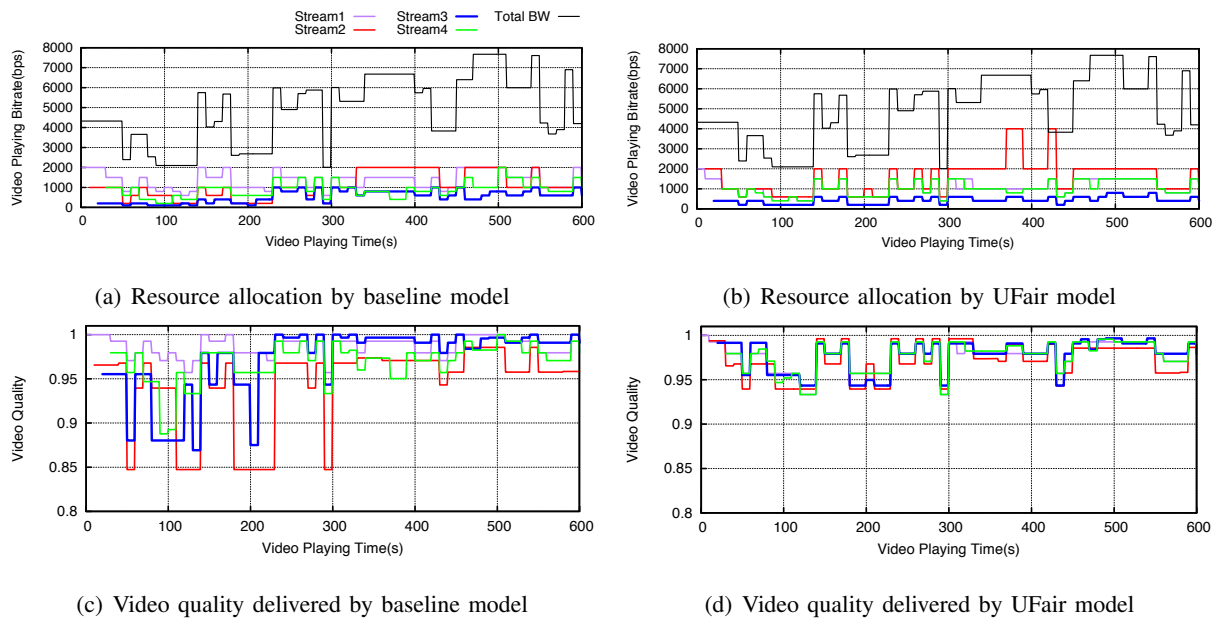 Stream1 Stream3 Total BW
Stream2 Stream4
Video Playing Bitrate(bps)
8000
7000
6000
5000
4000
3000
2000
1000
0
0 100 200 300 400 500 600
Video Playing Time(s)
(a) Resource allocation by baseline model
Video Playing Bitrate(bps)
8000
7000
6000
5000
4000
3000
2000
1000
0
0 100 200 300 400 500 600
Video Playing Time(s)
(b) Resource allocation by UFair model
Video Quality
1
0.95
0.9
0.85
0.8
0 100 200 300 400 500 600
Video Playing Time(s)
(c) Video quality delivered by baseline model
Video Quality
1
0.95
0.9
0.85
0.8
0 100 200 300 400 500 600
Video Playing Time(s)
(d) Video quality delivered by UFair model